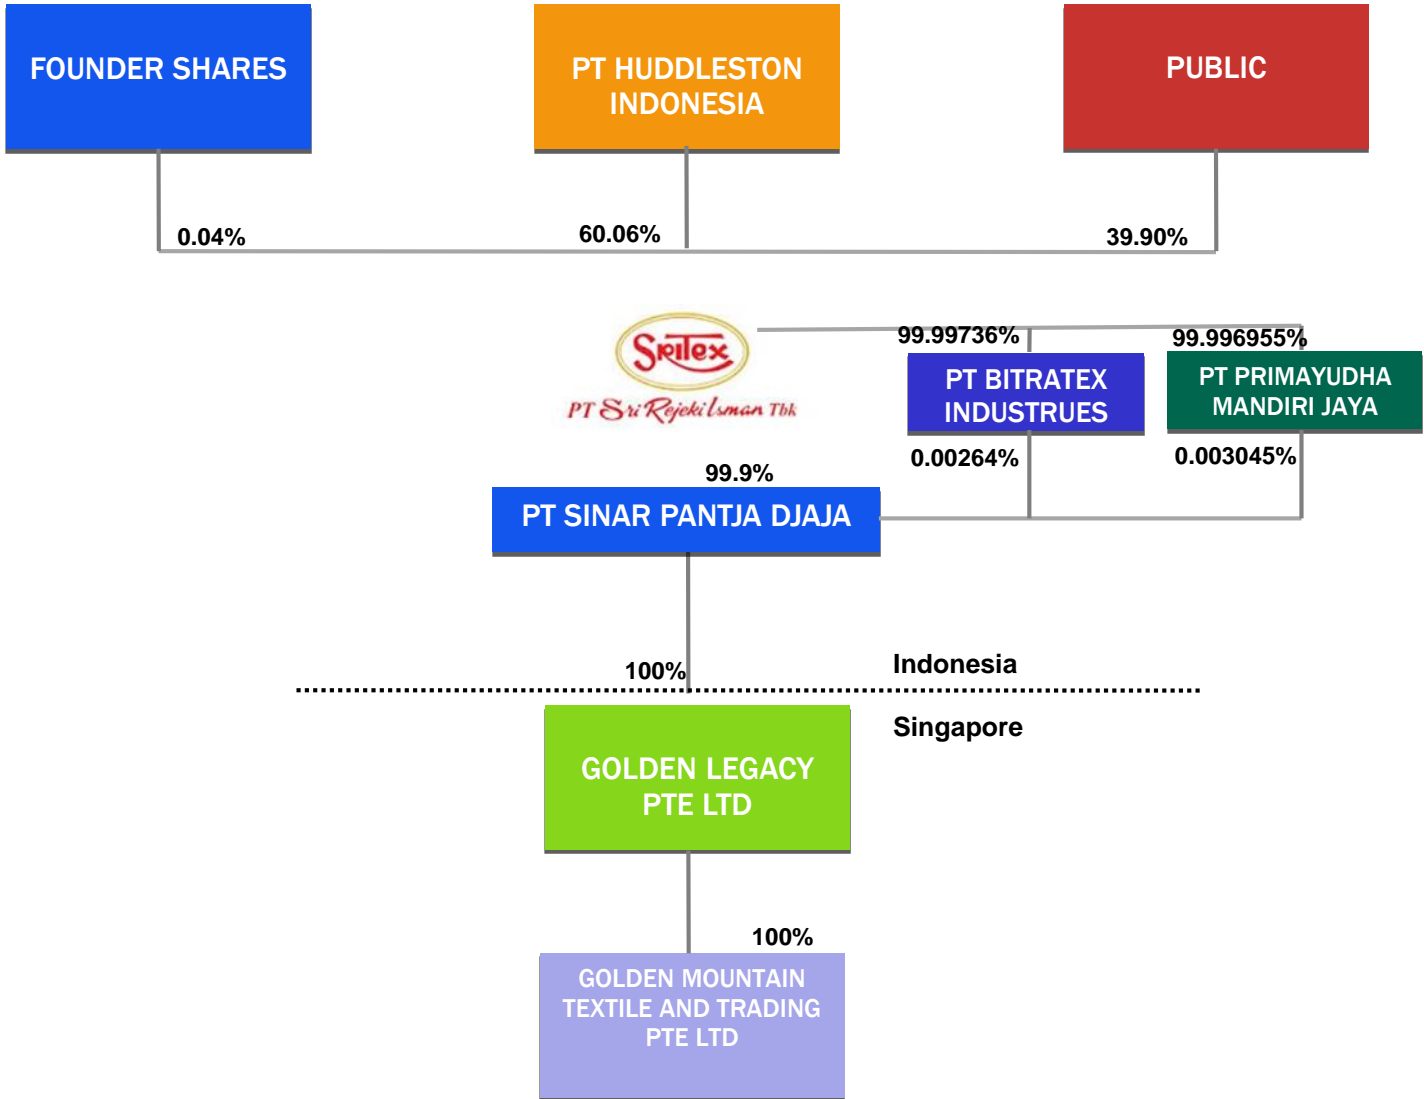 FOUNDER SHARES
PT HUDDLESTON
INDONESIA
PUBLIC
0.04%
60.06%
39.90%
SRITex
PT Sri Rejeki Isman Tbk
99.99736%
99.996955%
PT BITRATEX
INDUSTRUES
PT PRIMAYUDHA
MANDIRI JAYA
0.00264%
0.003045%
99.9%
PT SINAR PANTJA DJAJA
100%
Indonesia
Singapore
GOLDEN LEGACY
PTE LTD
100%
GOLDEN MOUNTAIN
TEXTILE AND TRADING
PTE LTD